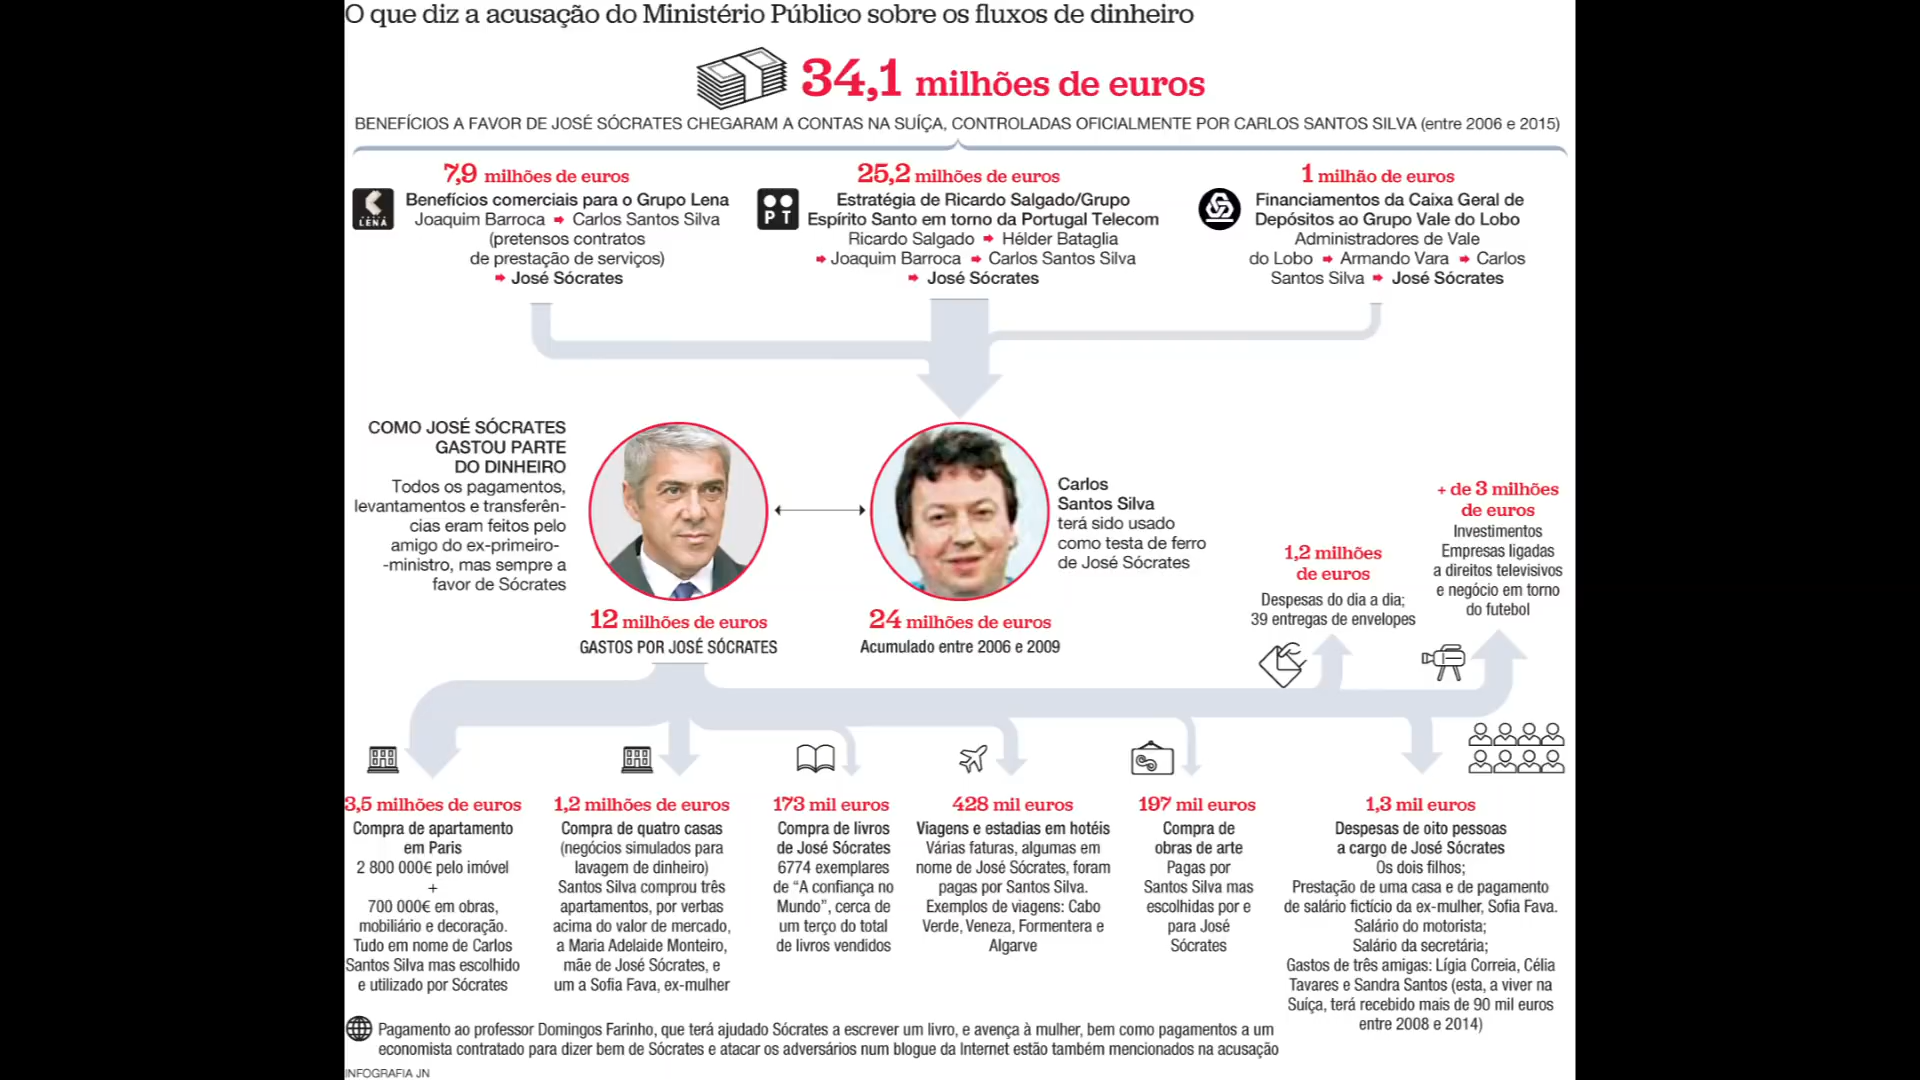 O que diz a acusação do Ministério Público sobre os fluxos de dinheiro
34,1 milhões de euros
BENEFÍCIOS A FAVOR DE JOSÉ SÓCRATES CHEGARAM A CONTAS NA SUÍÇA, CONTROLADAS OFICIALMENTE POR CARLOS SANTOS SILVA (entre 2006 e 2015)
7,9 milhões de euros
LENA
Benefícios comerciais para o Grupo Lena
Joaquim Barroca ➡ Carlos Santos Silva
(pretensos contratos
de prestação de serviços)
➡ José Sócrates
25,2 milhões de euros
PT
Estratégia de Ricardo Salgado/Grupo
Espírito Santo em torno da Portugal Telecom
Ricardo Salgado ➡ Hélder Bataglia
➡ Joaquim Barroca ➡ Carlos Santos Silva
➡ José Sócrates
1 milhão de euros
Financiamentos da Caixa Geral de
Depósitos ao Grupo Vale do Lobo
Administradores de Vale
do Lobo ➡ Armando Vara ➡ Carlos
Santos Silva ➡ José Sócrates
COMO JOSÉ SÓCRATES
GASTOU PARTE
DO DINHEIRO
Todos os pagamentos,
levantamentos e transferên-
cias eram feitos pelo
amigo do ex-primeiro-
-ministro, mas sempre a
favor de Sócrates
12 milhões de euros
GASTOS POR JOSÉ SÓCRATES
24 milhões de euros
Acumulado entre 2006 e 2009
Carlos
Santos Silva
terá sido usado
como testa de ferro
de José Sócrates
1,2 milhões
de euros
Despesas do dia a dia;
39 entregas de envelopes
+ de 3 milhões
de euros
Investimentos
Empresas ligadas
a direitos televisivos
e negócio em torno
do futebol
3,5 milhões de euros
Compra de apartamento
em Paris
2 800 000€ pelo imóvel
+
700 000€ em obras,
mobiliário e decoração.
Tudo em nome de Carlos
Santos Silva mas escolhido
e utilizado por Sócrates
1,2 milhões de euros
Compra de quatro casas
(negócios simulados para
lavagem de dinheiro)
Santos Silva comprou três
apartamentos, por verbas
acima do valor de mercado,
a Maria Adelaide Monteiro,
mãe de José Sócrates, e
um a Sofia Fava, ex-mulher
173 mil euros
Compra de livros
de José Sócrates
6774 exemplares
de “A confiança no
Mundo”, cerca de
um terço do total
de livros vendidos
428 mil euros
Viagens e estadias em hotéis
Várias faturas, algumas em
nome de José Sócrates, foram
pagas por Santos Silva.
Exemplos de viagens: Cabo
Verde, Veneza, Formentera e
Algarve
197 mil euros
Compra de
obras de arte
Pagas por
Santos Silva mas
escolhidas por e
para José
Sócrates
1,3 mil euros
Despesas de oito pessoas
a cargo de José Sócrates
Os dois filhos;
Prestação de uma casa e de pagamento
de salário fictício da ex-mulher, Sofia Fava.
Salário do motorista;
Salário da secretária;
Gastos de três amigas: Lígia Correia, Célia
Tavares e Sandra Santos (esta, a viver na
Suíça, terá recebido mais de 90 mil euros
entre 2008 e 2014)
Pagamento ao professor Domingos Farinho, que terá ajudado Sócrates a escrever um livro, e avença à mulher, bem como pagamentos a um
economista contratado para dizer bem de Sócrates e atacar os adversários num blogue da Internet estão também mencionados na acusação
INFOGRAFIA JN